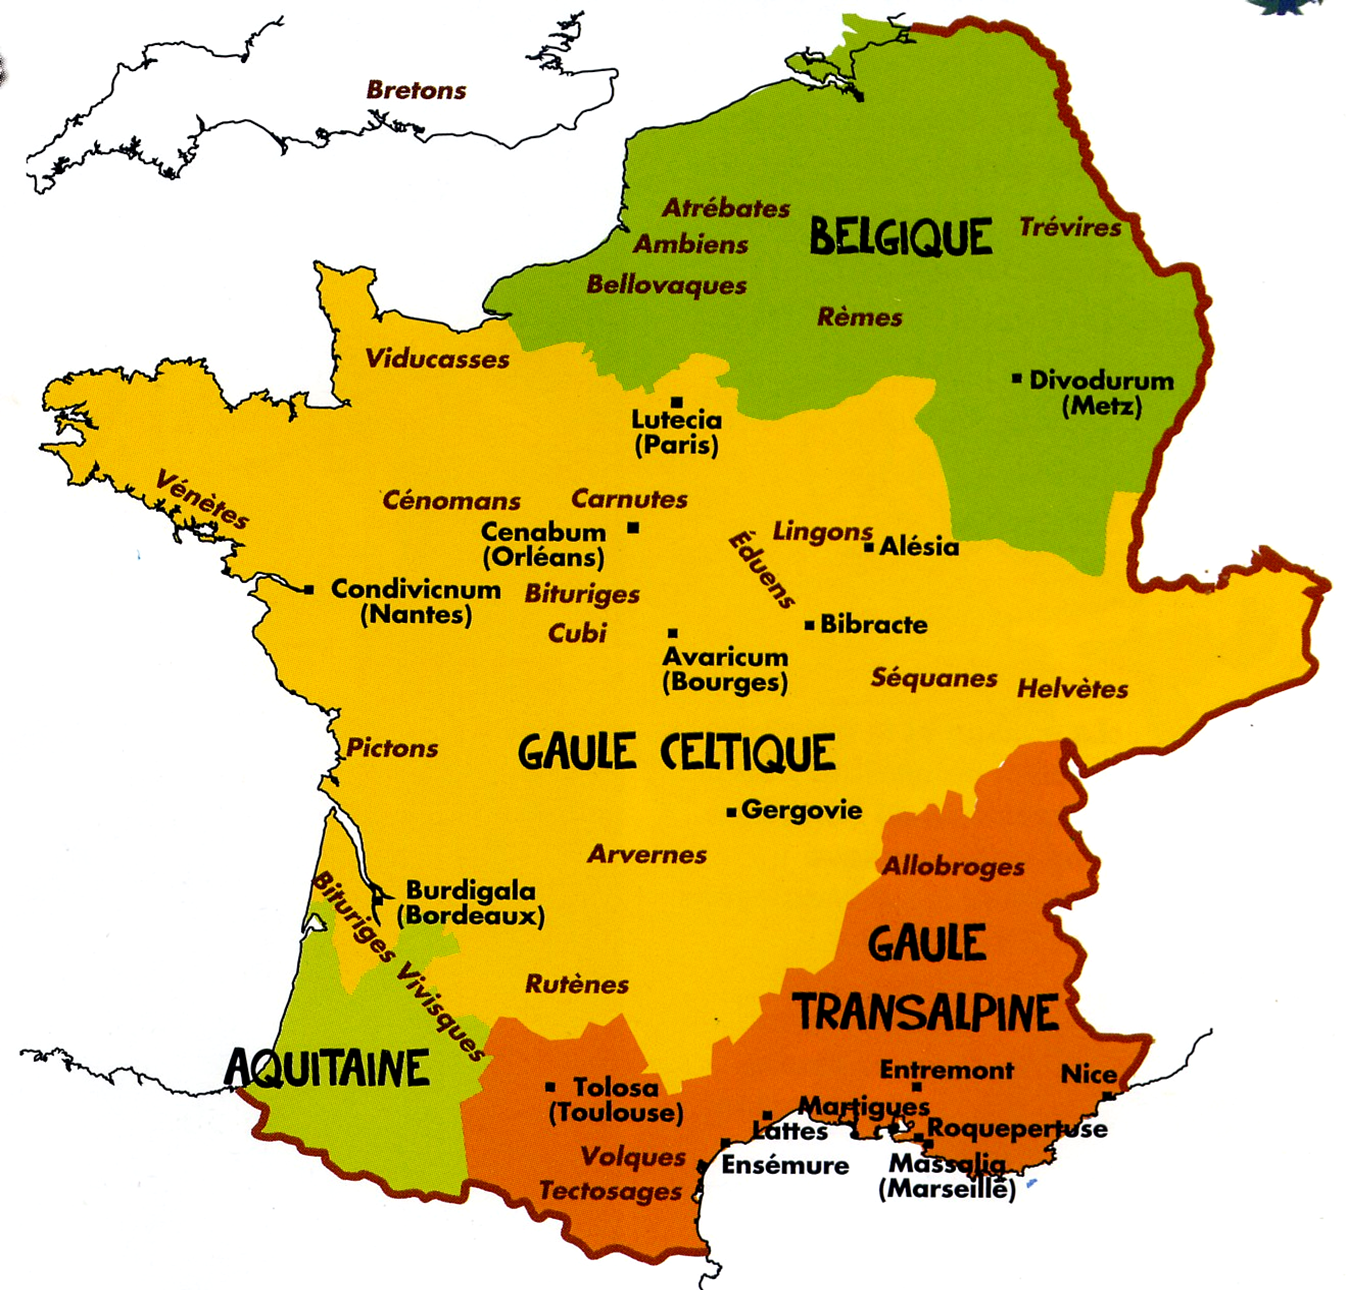 Bretons
Atrébates
BELGIQUE
Trévires
Ambiens
Bellovaques
Rèmes
Viducasses
Divodurum
(Metz)
Lutecia
(Paris)
Vénètes
Cénomans
Carnutes
Cenabum
(Orléans)
Lingons
Alésia
Éduens
Condivicnum
(Nantes)
Bituriges
Cubi
Bibracte
Avaricum
(Bourges)
Séquanes
Helvètes
Pictons
GAULE CELTIQUE
Gergovie
Arvernes
Allobroges
Burdigala
(Bordeaux)
Bituriges Vivisques
GAULE
TRANSALPINE
Rutènes
AQUITAINE
Tolosa
(Toulouse)
Entremont
Nice
Martigues
Lattes
Roquepertuse
Volques
Tectosages
Ensémure
Massalia
(Marseille)